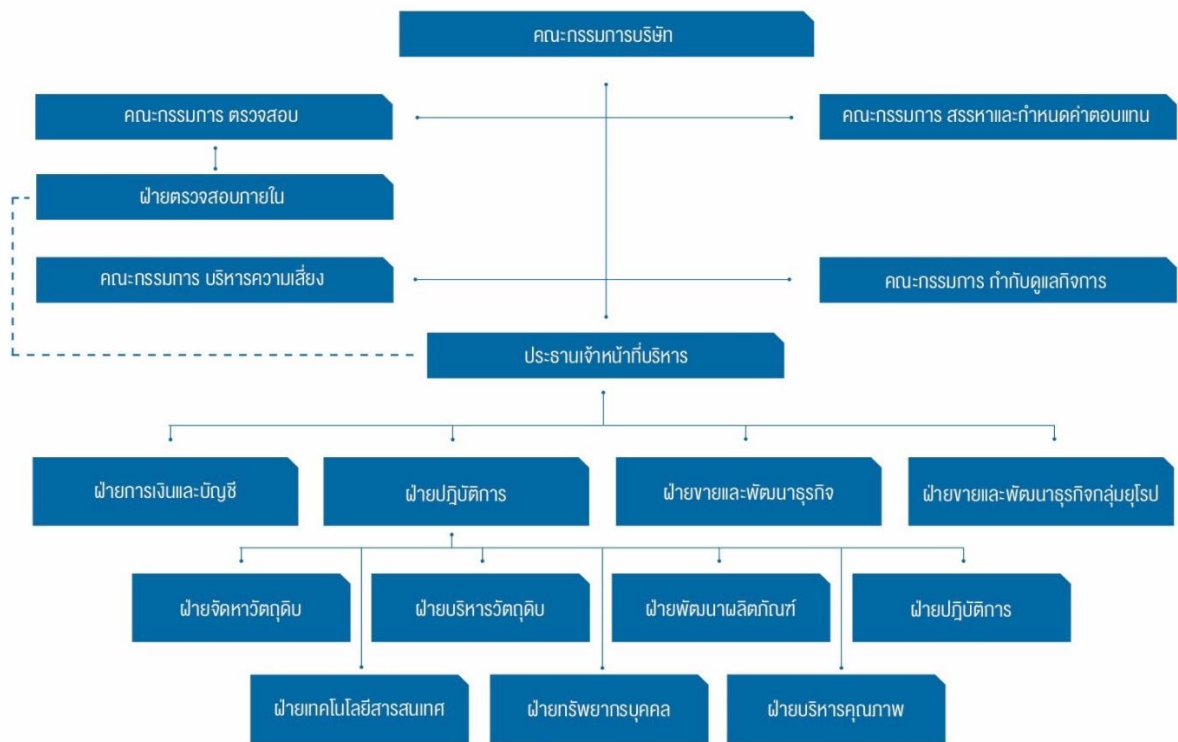 คณะกรรมการบริษัท
คณะกรรมการ ตรวจสอบ
คณะกรรมการ สรรหาและกำหนดค่าตอบแทน
ฝ่ายตรวจสอบภายใน
คณะกรรมการ บริหารความเสี่ยง
คณะกรรมการ กำกับดูแลกิจการ
ประธานเจ้าหน้าที่บริหาร
ฝ่ายการเงินและบัญชี
ฝ่ายปฏิบัติการ
ฝ่ายขายและพัฒนาธุรกิจ
ฝ่ายขายและพัฒนาธุรกิจกลุ่มยุโรป
ฝ่ายจัดหาวัตถุดิบ
ฝ่ายบริหารวัตถุดิบ
ฝ่ายพัฒนาผลิตภัณฑ์
ฝ่ายปฏิบัติการ
ฝ่ายเทคโนโลยีสารสนเทศ
ฝ่ายทรัพยากรบุคคล
ฝ่ายบริหารคุณภาพ